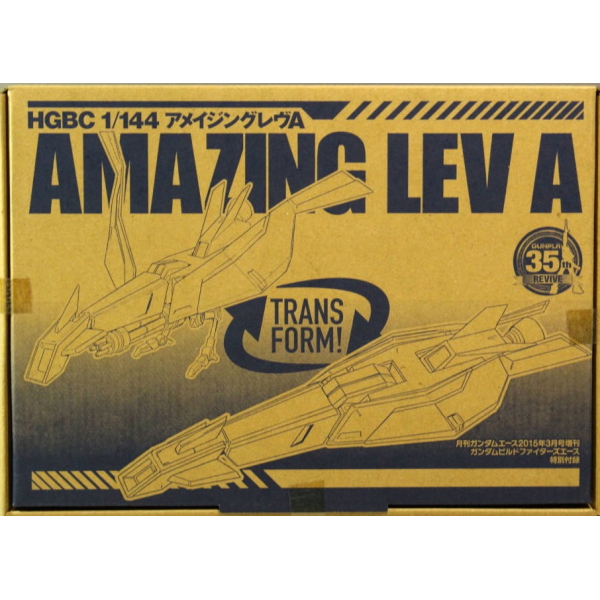 HGBC 1/144 アメイジングレヴA
AMAZING LEV A
GUNPLA
35th
REVIVE
TRANS
FORM!
月刊ガンダムエース2015年3月号増刊
ガンダムビルドファイターズエース
特別付録